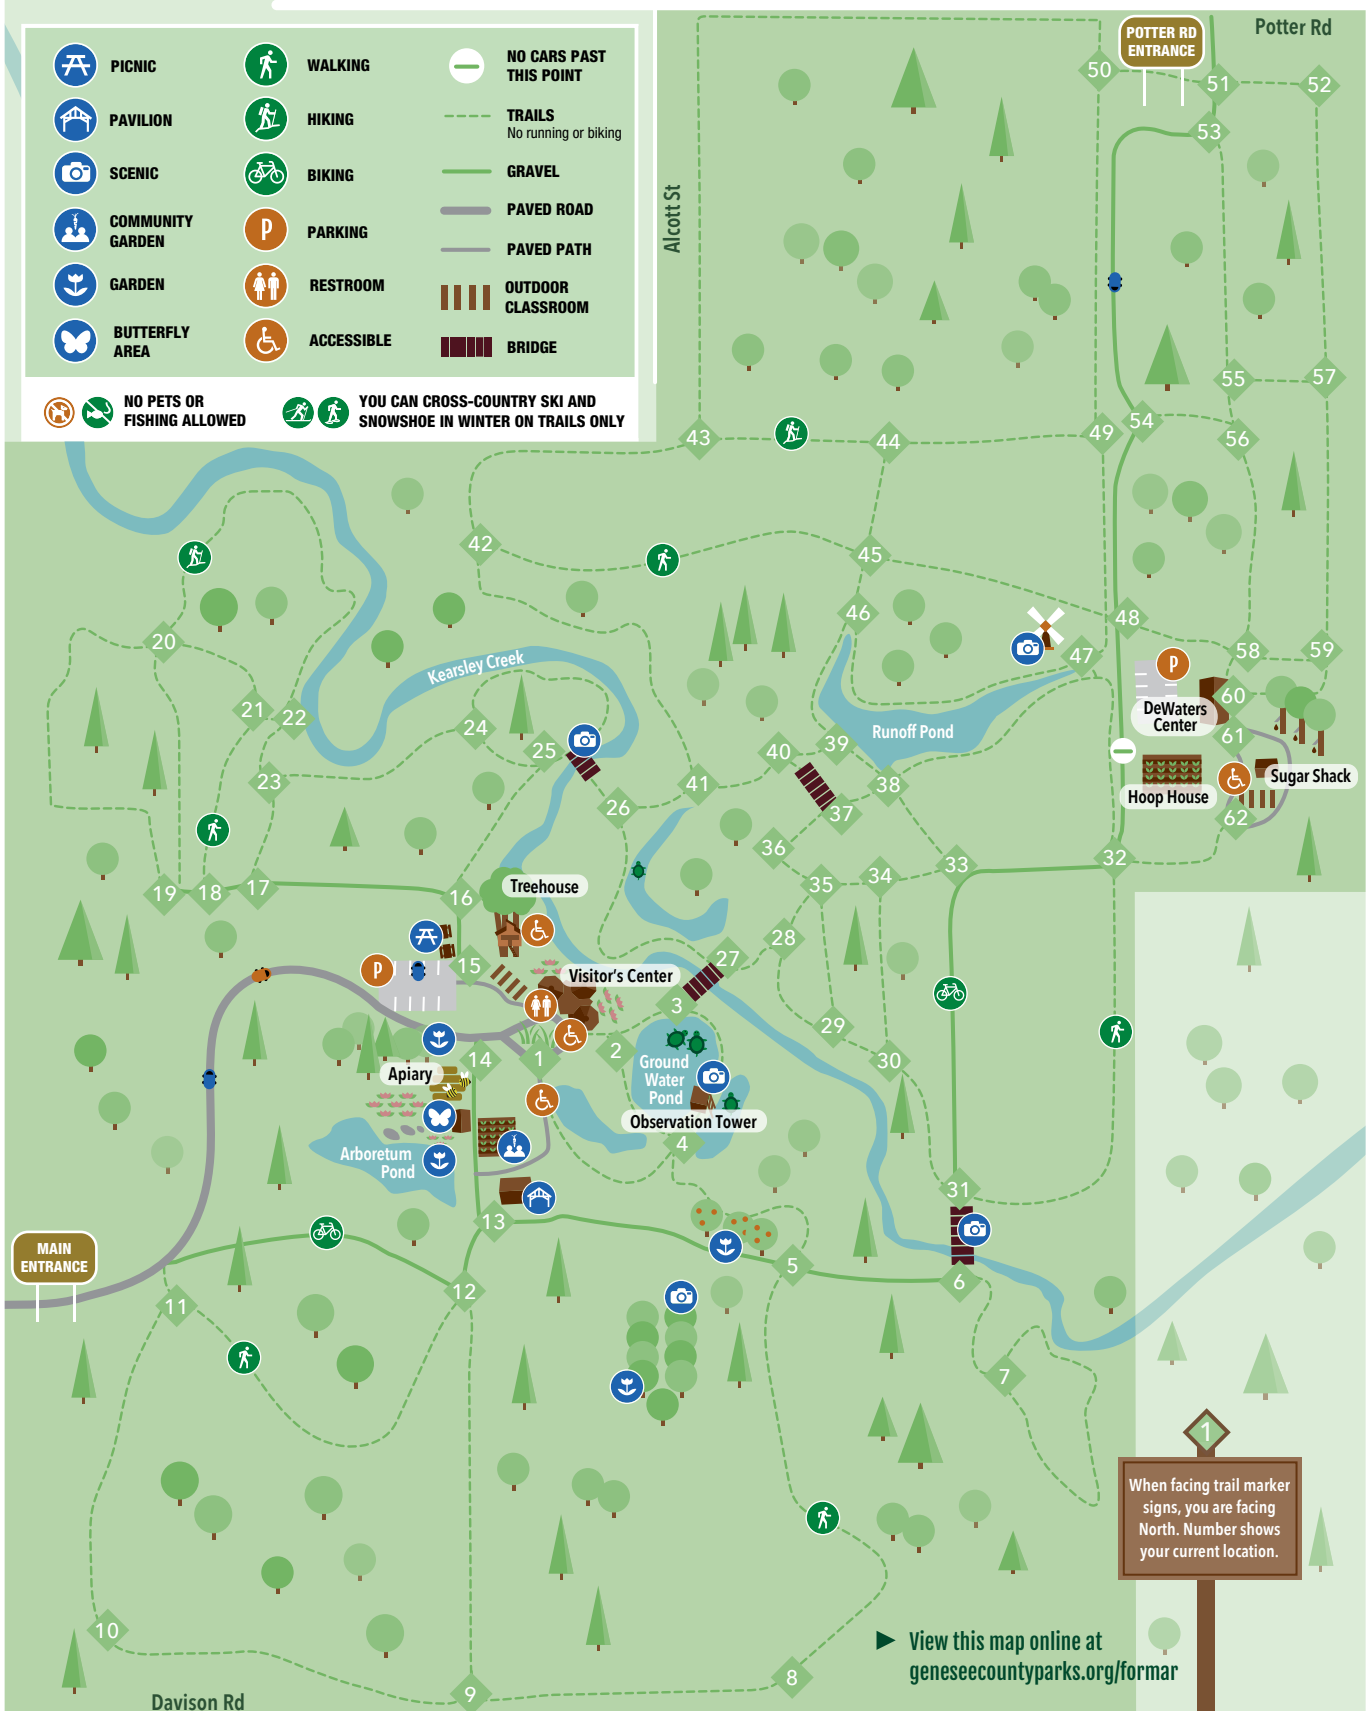 PICNIC
PAVILION
SCENIC
COMMUNITY
GARDEN
GARDEN
BUTTERFLY
AREA
WALKING
HIKING
BIKING
P
PARKING
RESTROOM
ACCESSIBLE
NO CARS PAST
THIS POINT
TRAILS
No running or biking
GRAVEL
PAVED ROAD
PAVED PATH
OUTDOOR
CLASSROOM
BRIDGE
NO PETS OR
FISHING ALLOWED
YOU CAN CROSS-COUNTRY SKI AND
SNOWSHOE IN WINTER ON TRAILS ONLY
Alcott St
POTTER RD
ENTRANCE
Potter Rd
50
51
52
53
55
57
54
56
49
43
44
42
45
46
48
47
58
59
P
60
DeWaters
Center
61
Sugar Shack
Hoop House
62
20
21
22
Kearsley Creek
24
25
23
26
41
40
39
Runoff Pond
38
37
36
35
34
33
32
19
18
17
16
Treehouse
P
15
Visitor's Center
27
28
3
29
30
14
1
2
Ground
Water
Pond
Apiary
Observation Tower
4
Arboretum
Pond
13
31
MAIN
ENTRANCE
5
6
11
12
7
10
9
8
Davison Rd
1
When facing trail marker
signs, you are facing
North. Number shows
your current location.
View this map online at
geneseecountyparks.org/formar